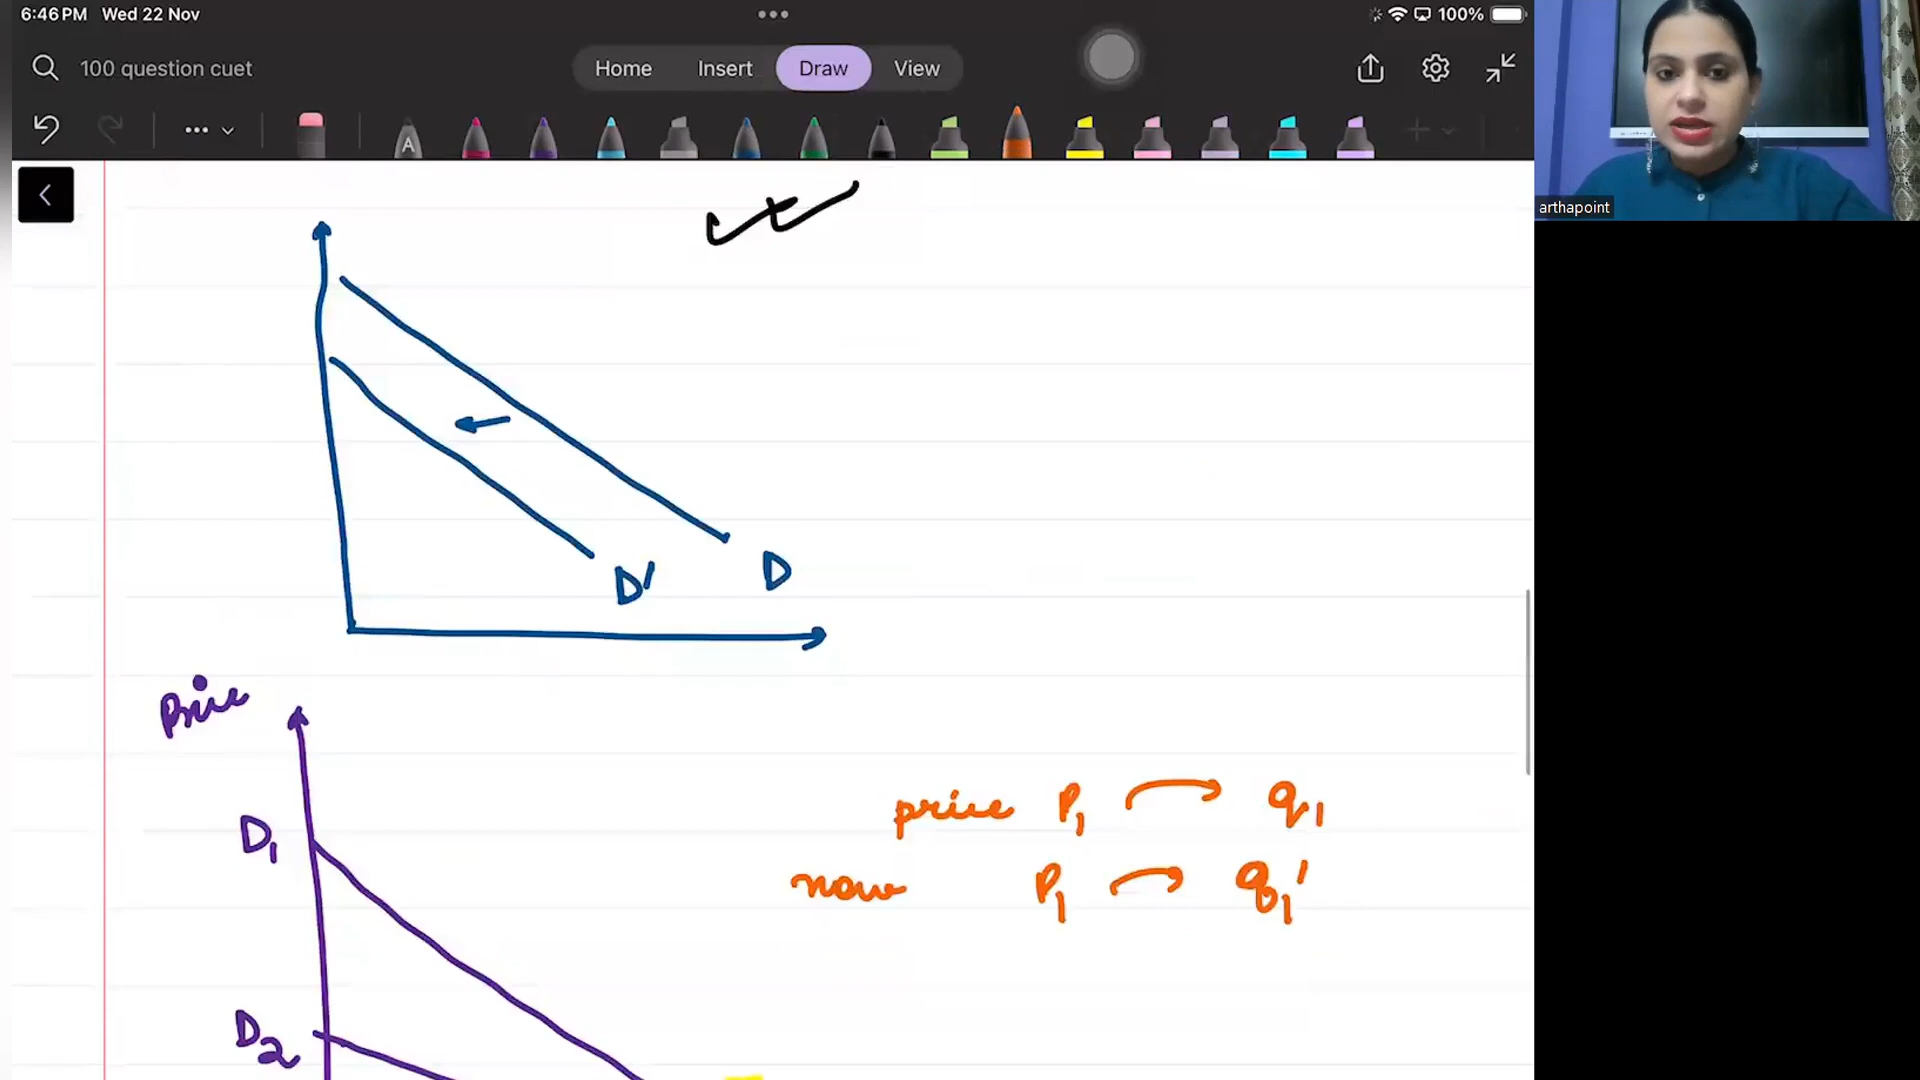 6:46 PM Wed 22 Nov
100%
100 question cuet
Home Insert Draw View
A
arthapoint
D' D
Price
D1
price P1 q1
now P1 q1'
D2